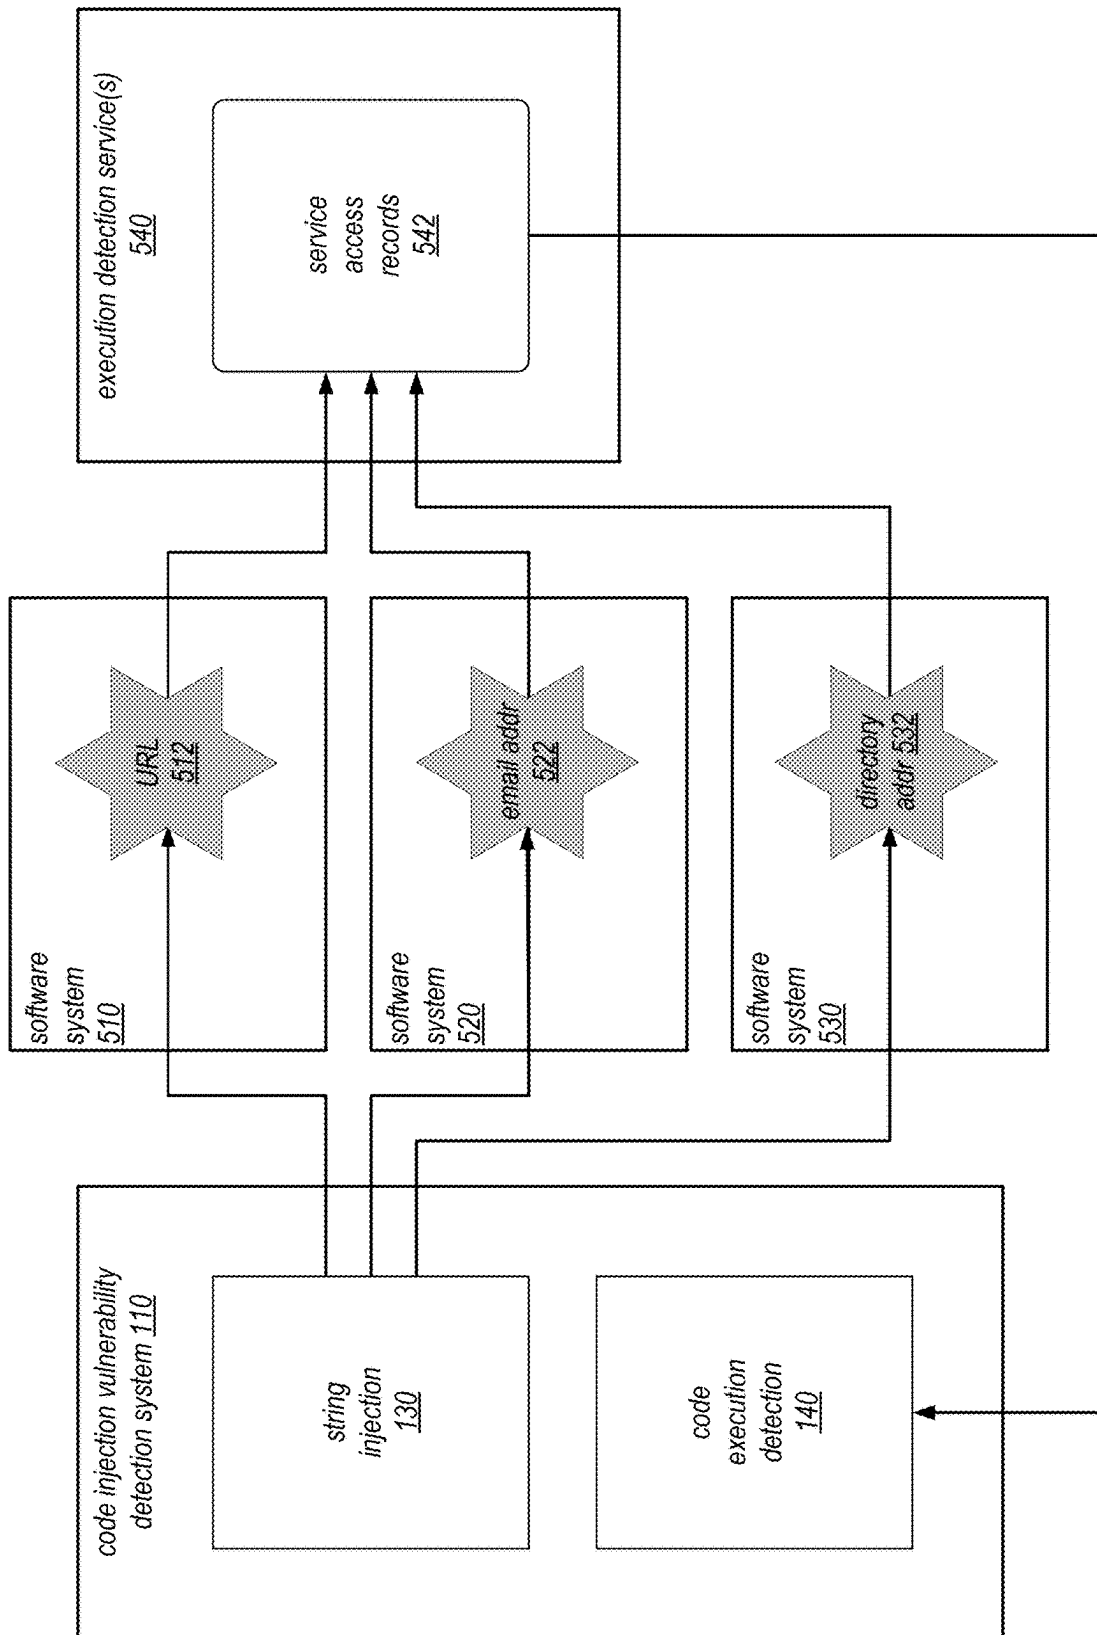 code injection vulnerability
detection system 110
string
injection
130
code
execution
detection
140
software
system
510
URL
512
software
system
520
email addr
522
software
system
530
directory
addr 532
execution detection service(s)
540
service
access
records
542